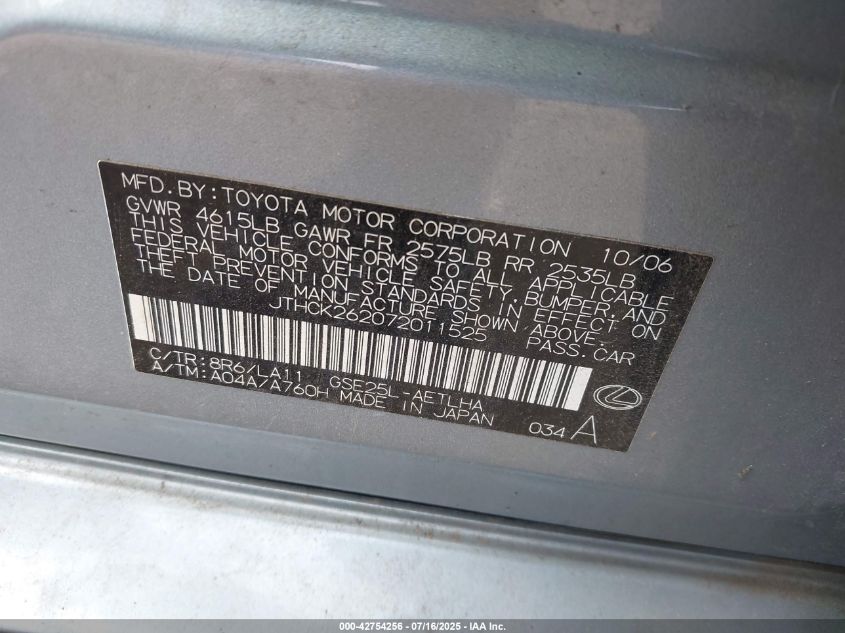 MFD. BY: TOYOTA MOTOR CORPORATION 10/06
GVWR 4615LB GAWR FR 2575LB RR 2535LB
THIS VEHICLE CONFORMS TO ALL APPLICABLE
FEDERAL MOTOR VEHICLE SAFETY, BUMPER, AND
THEFT PREVENTION STANDARDS IN EFFECT ON
THE DATE OF MANUFACTURE SHOWN ABOVE.
JTHCK262072011525 PASS. CAR
C/TR: 8R6/LA11 GSE25L-AETLHA
A/TM: A04A/A760H MADE IN JAPAN 034 A
000-42754256 - 07/16/2025 - IAA Inc.